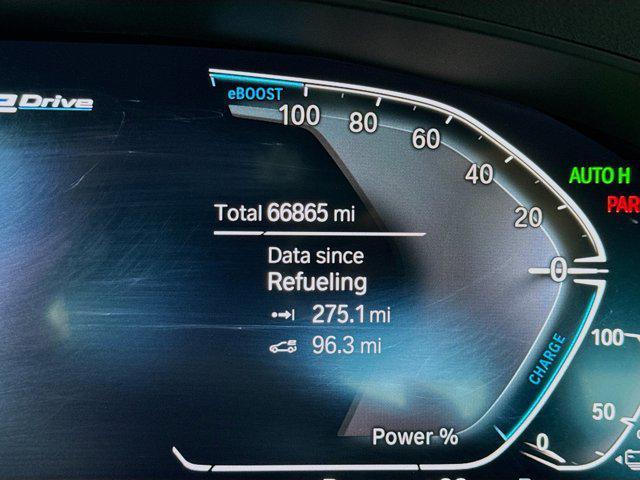 Drive
eBOOST
100
80
60
40
20
0
AUTO H
PAR
Total 66865 mi
Data since
Refueling
275.1 mi
96.3 mi
CHARGE
100
50
0
Power %